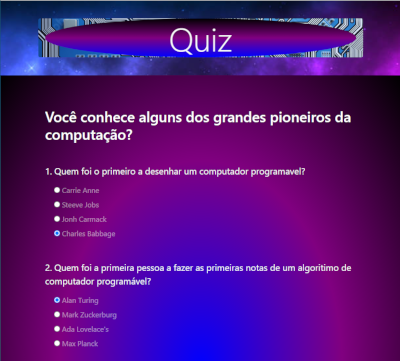 Quiz
Você conhece alguns dos grandes pioneiros da
computação?
1. Quem foi o primeiro a desenhar um computador programavel?
Carrie Anne
Steeve Jobs
Jonh Carmack
Charles Babbage
2. Quem foi a primeira pessoa a fazer as primeiras notas de um algoritimo de
computador programável?
Alan Turing
Mark Zuckerburg
Ada Lovelace's
Max Planck